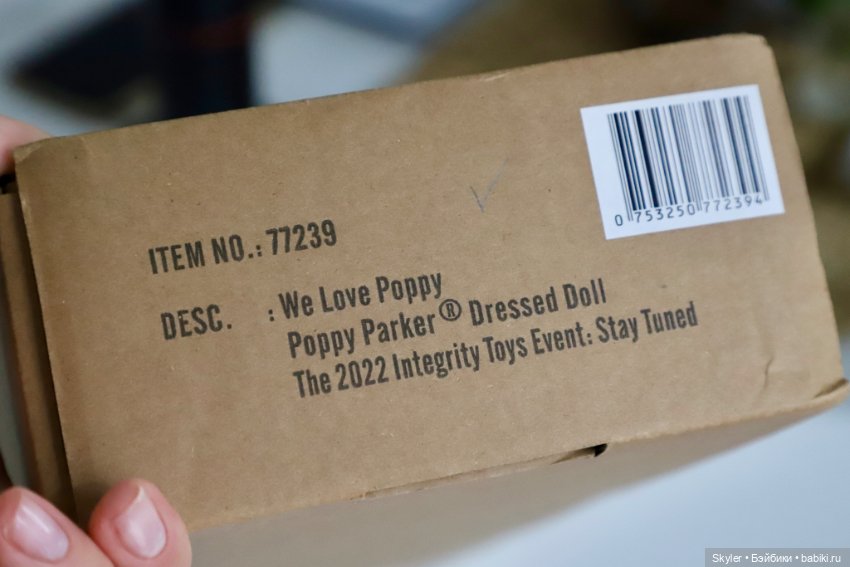 0 753250 772394
ITEM NO.: 77239
DESC. : We Love Poppy
Poppy Parker® Dressed Doll
The 2022 Integrity Toys Event: Stay Tuned
Skyler • Бэйбики • babiki.ru